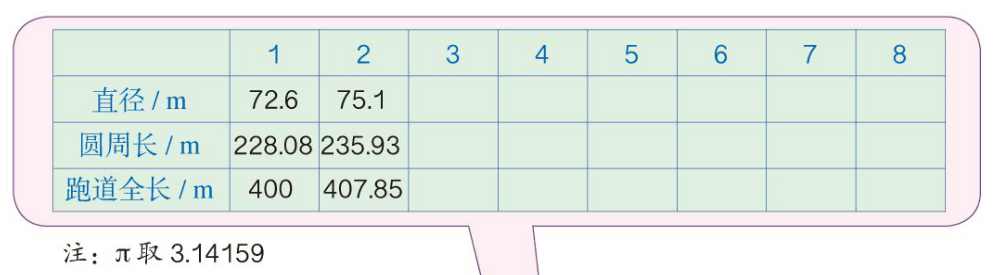 1 2 3 4 5 6 7 8
直径 / m 72.6 75.1
圆周长 / m 228.08 235.93
跑道全长 / m 400 407.85
注：π取 3.14159